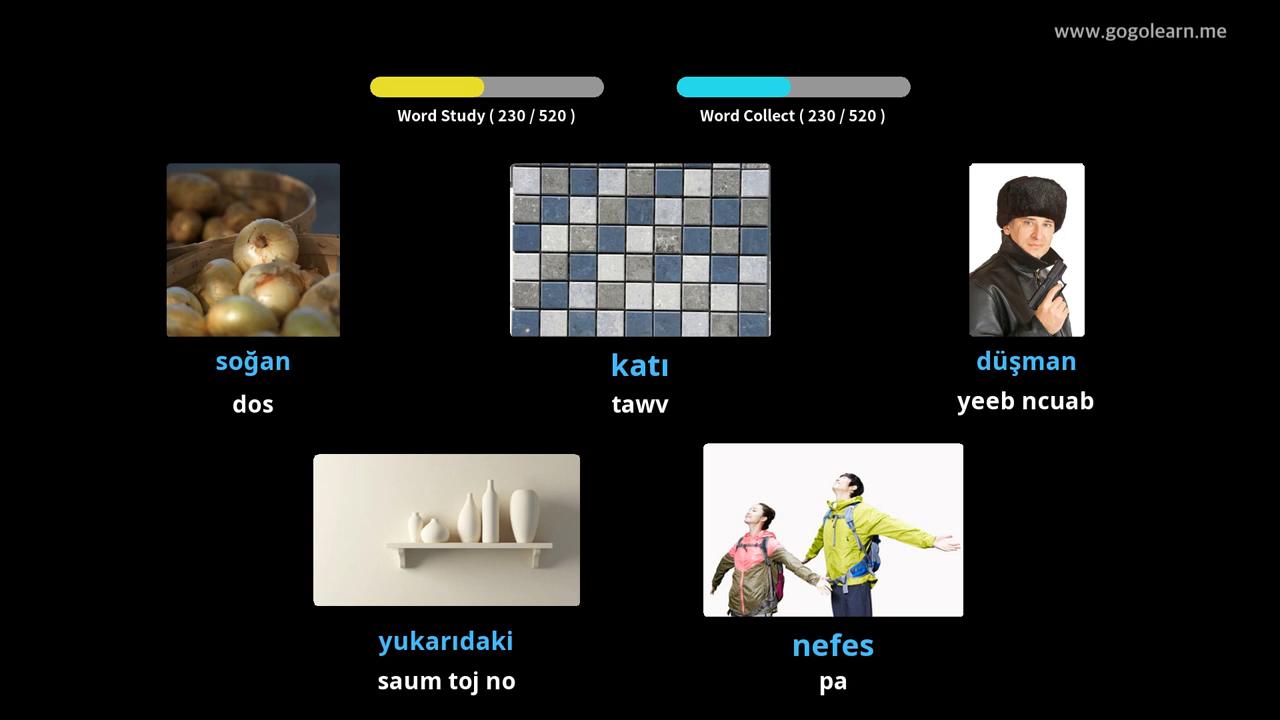 www.gogolearn.me
Word Study ( 230 / 520 )
Word Collect ( 230 / 520 )
soğan
dos
katı
tawv
düşman
yeeb ncuab
yukarıdaki
saum toj no
nefes
pa